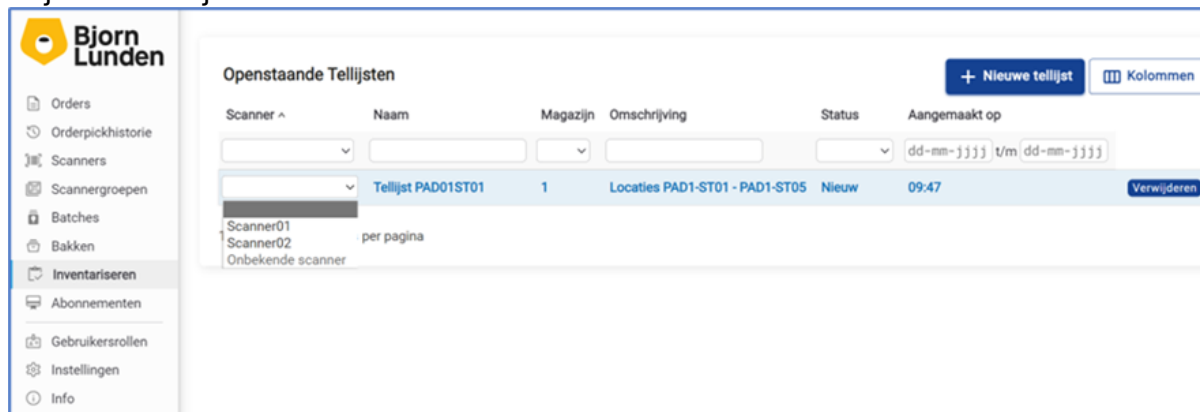 Bjorn
Lunden
Orders
Orderpickhistorie
Scanners
Scannergroepen
Batches
Bakken
Inventariseren
Abonnementen
Gebruikersrollen
Instellingen
Info
Openstaande Tellijsten
+ Nieuwe tellijst
Kolommen
Scanner Naam Magazijn Omschrijving Status Aangemaakt op
dd-mm-jjjj t/m dd-mm-jjjj
Tellijst PAD01ST01 1 Locaties PAD1-ST01 - PAD1-ST05 Nieuw 09:47 Verwijderen
Scanner01
Scanner02
Onbekende scanner
per pagina